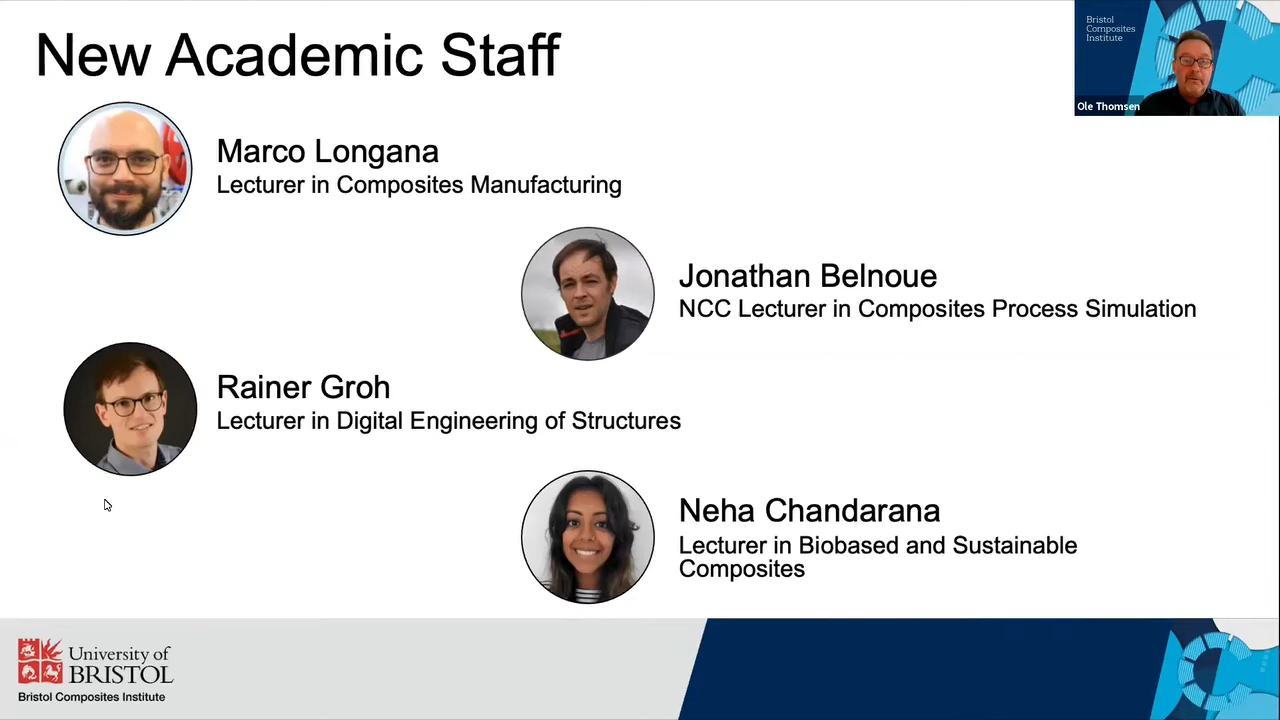 New Academic Staff
Bristol
Composites
Institute
Ole Thomsen
Marco Longana
Lecturer in Composites Manufacturing
Jonathan Belnoue
NCC Lecturer in Composites Process Simulation
Rainer Groh
Lecturer in Digital Engineering of Structures
Neha Chandarana
Lecturer in Biobased and Sustainable
Composites
University of
BRISTOL
Bristol Composites Institute